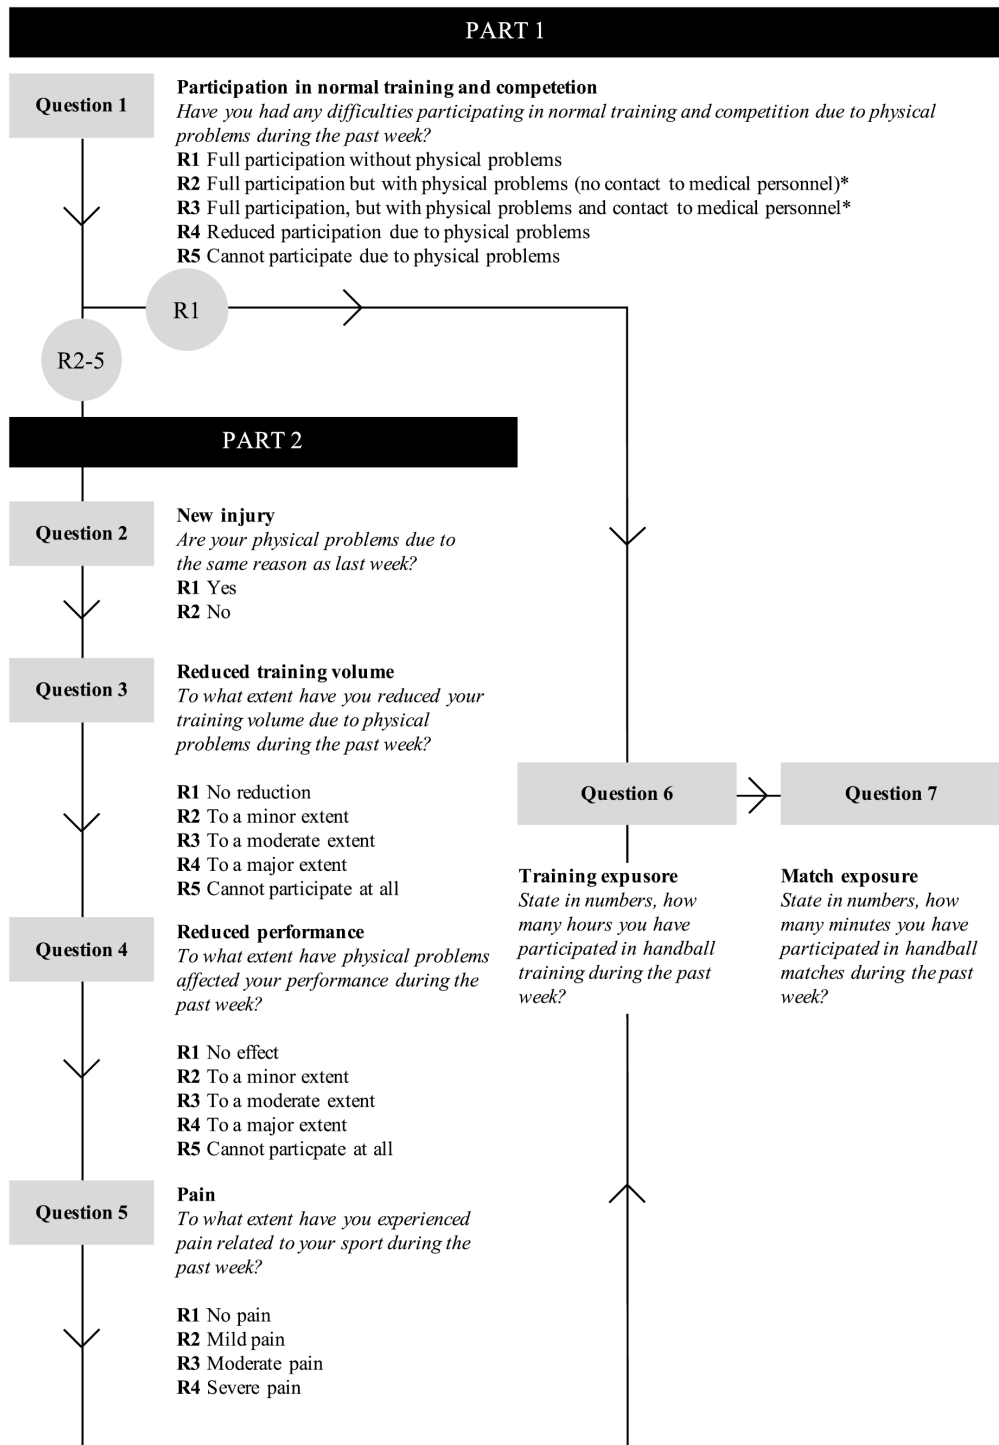 PART 1
Question 1
Participation in normal training and competetion
Have you had any difficulties participating in normal training and competition due to physical
problems during the past week?
R1 Full participation without physical problems
R2 Full participation but with physical problems (no contact to medical personnel)*
R3 Full participation, but with physical problems and contact to medical personnel*
R4 Reduced participation due to physical problems
R5 Cannot participate due to physical problems
R1
R2-5
PART 2
Question 2
New injury
Are your physical problems due to
the same reason as last week?
R1 Yes
R2 No
Question 3
Reduced training volume
To what extent have you reduced your
training volume due to physical
problems during the past week?
R1 No reduction
R2 To a minor extent
R3 To a moderate extent
R4 To a major extent
R5 Cannot participate at all
Question 4
Reduced performance
To what extent have physical problems
affected your performance during the
past week?
R1 No effect
R2 To a minor extent
R3 To a moderate extent
R4 To a major extent
R5 Cannot particpate at all
Question 5
Pain
To what extent have you experienced
pain related to your sport during the
past week?
R1 No pain
R2 Mild pain
R3 Moderate pain
R4 Severe pain
Question 6
Training expusore
State in numbers, how
many hours you have
participated in handball
training during the past
week?
Question 7
Match exposure
State in numbers, how
many minutes you have
participated in handball
matches during the past
week?